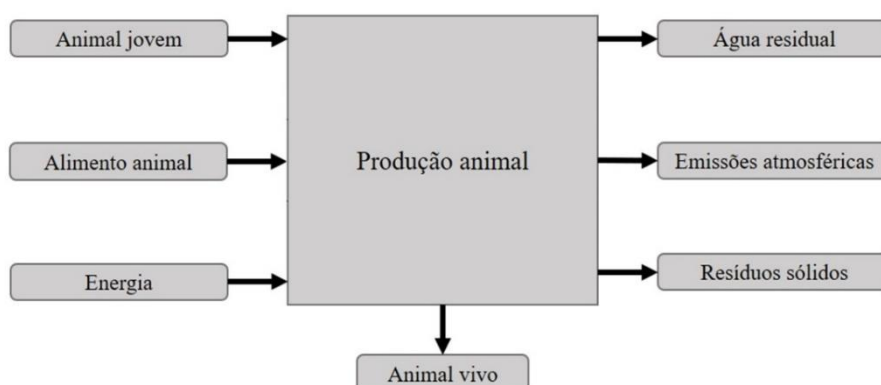 Animal jovem
Água residual
Alimento animal
Produção animal
Emissões atmosféricas
Energia
Resíduos sólidos
Animal vivo